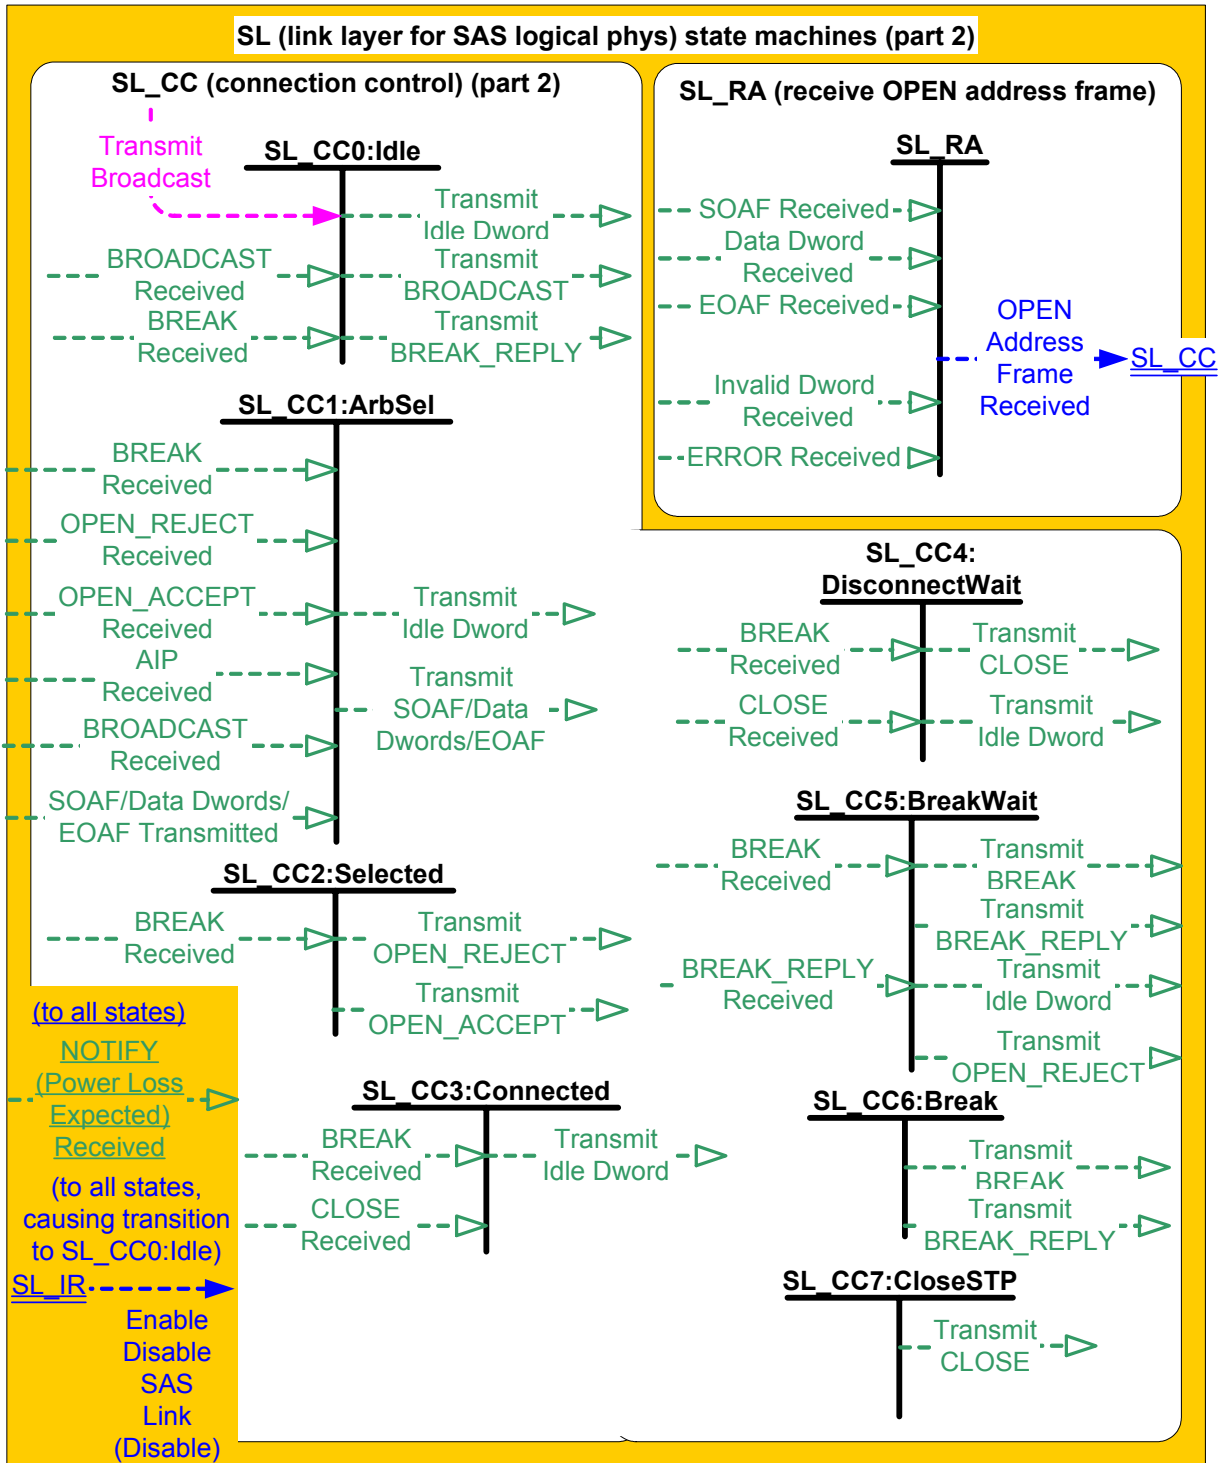 SL (link layer for SAS logical phys) state machines (part 2)
SL_CC (connection control) (part 2)
Transmit
Broadcast
SL_CC0:Idle
Transmit
Idle Dword
BROADCAST
Received
Transmit
BROADCAST
BREAK
Received
Transmit
BREAK_REPLY
SL_CC1:ArbSel
BREAK
Received
OPEN_REJECT
Received
OPEN_ACCEPT
Received
Transmit
Idle Dword
AIP
Received
Transmit
SOAF/Data
Dwords/EOAF
BROADCAST
Received
SOAF/Data Dwords/
EOAF Transmitted
SL_CC2:Selected
BREAK
Received
Transmit
OPEN_REJECT
Transmit
OPEN_ACCEPT
SL_CC3:Connected
BREAK
Received
Transmit
Idle Dword
CLOSE
Received
(to all states)
NOTIFY
(Power Loss
Expected)
Received
(to all states,
causing transition
to SL_CC0:Idle)
SL_IR
Enable
Disable
SAS
Link
(Disable)
SL_RA (receive OPEN address frame)
SL_RA
SOAF Received
Data Dword
Received
EOAF Received
OPEN
Address
Frame
Received
SL_CC
Invalid Dword
Received
ERROR Received
SL_CC4:
DisconnectWait
BREAK
Received
Transmit
CLOSE
CLOSE
Received
Transmit
Idle Dword
SL_CC5:BreakWait
BREAK
Received
Transmit
BREAK
Transmit
BREAK_REPLY
BREAK_REPLY
Received
Transmit
Idle Dword
Transmit
OPEN_REJECT
SL_CC6:Break
Transmit
BREAK
Transmit
BREAK_REPLY
SL_CC7:CloseSTP
Transmit
CLOSE